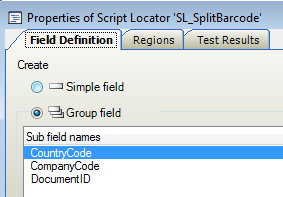 Properties of Script Locator 'SL_SplitBarcode'
Field Definition Regions Test Results
Create
Simple field
Group field
Sub field names
CountryCode
CompanyCode
DocumentID